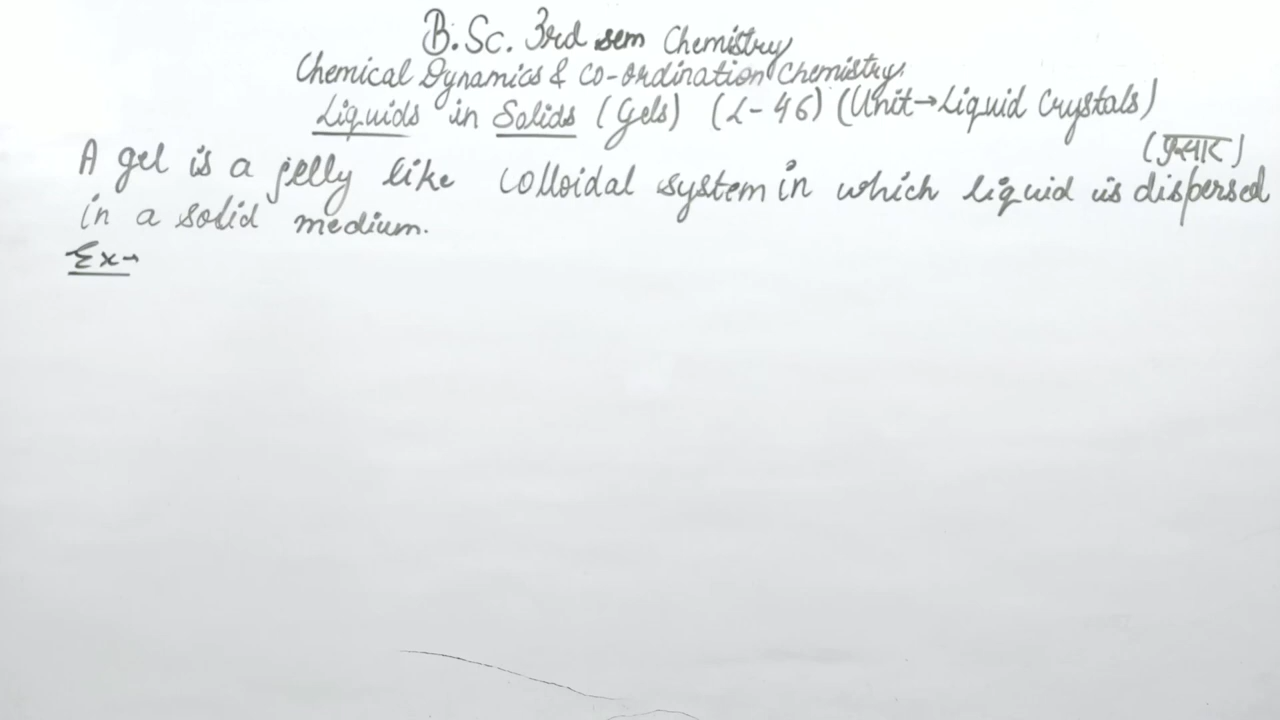 B.Sc. 3rd sem Chemistry
Chemical Dynamics & Co-ordination Chemistry.
Liquids in Solids (Gels) (L-46) (Unit→Liquid Crystals)
A gel is a jelly like colloidal system in which liquid is dispersed
in a solid medium.
Ex→